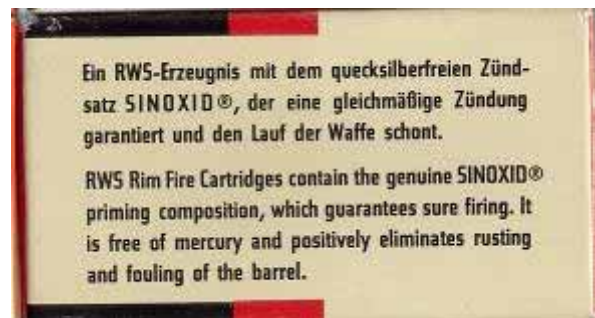 Ein RWS-Erzeugnis mit dem quecksilberfreien Zünd-
satz SINOXID®, der eine gleichmäßige Zündung
garantiert und den Lauf der Waffe schont.
RWS Rim Fire Cartridges contain the genuine SINOXID®
priming composition, which guarantees sure firing. It
is free of mercury and positively eliminates rusting
and fouling of the barrel.